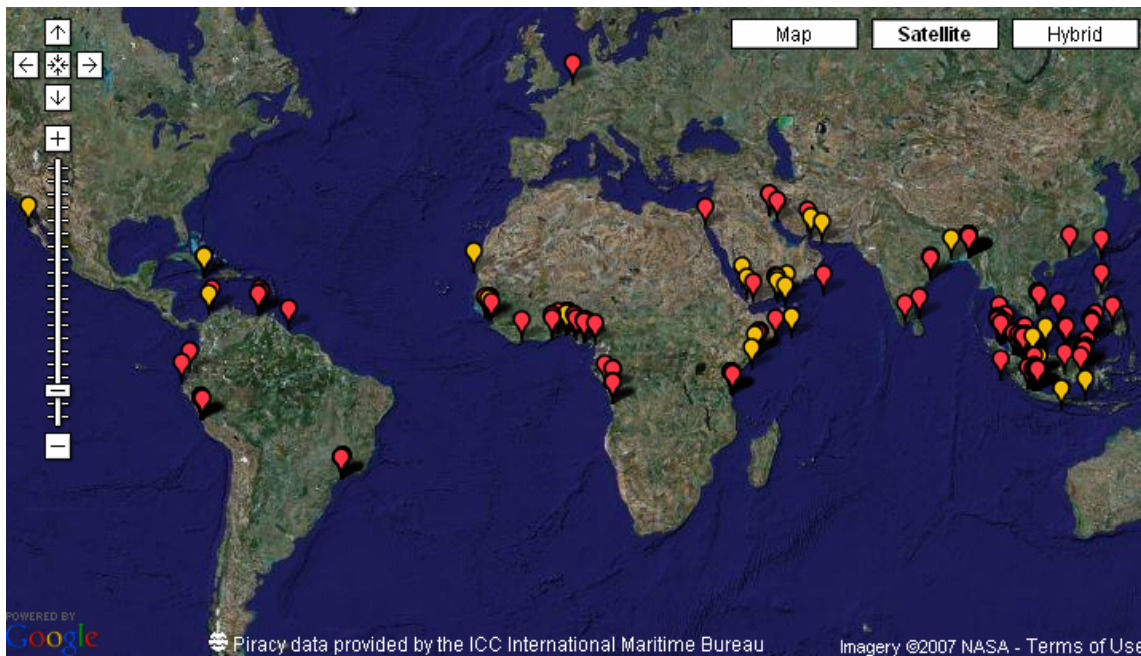 Map Satellite Hybrid
POWERED BY
Google
Piracy data provided by the ICC International Maritime Bureau
Imagery ©2007 NASA - Terms of Use